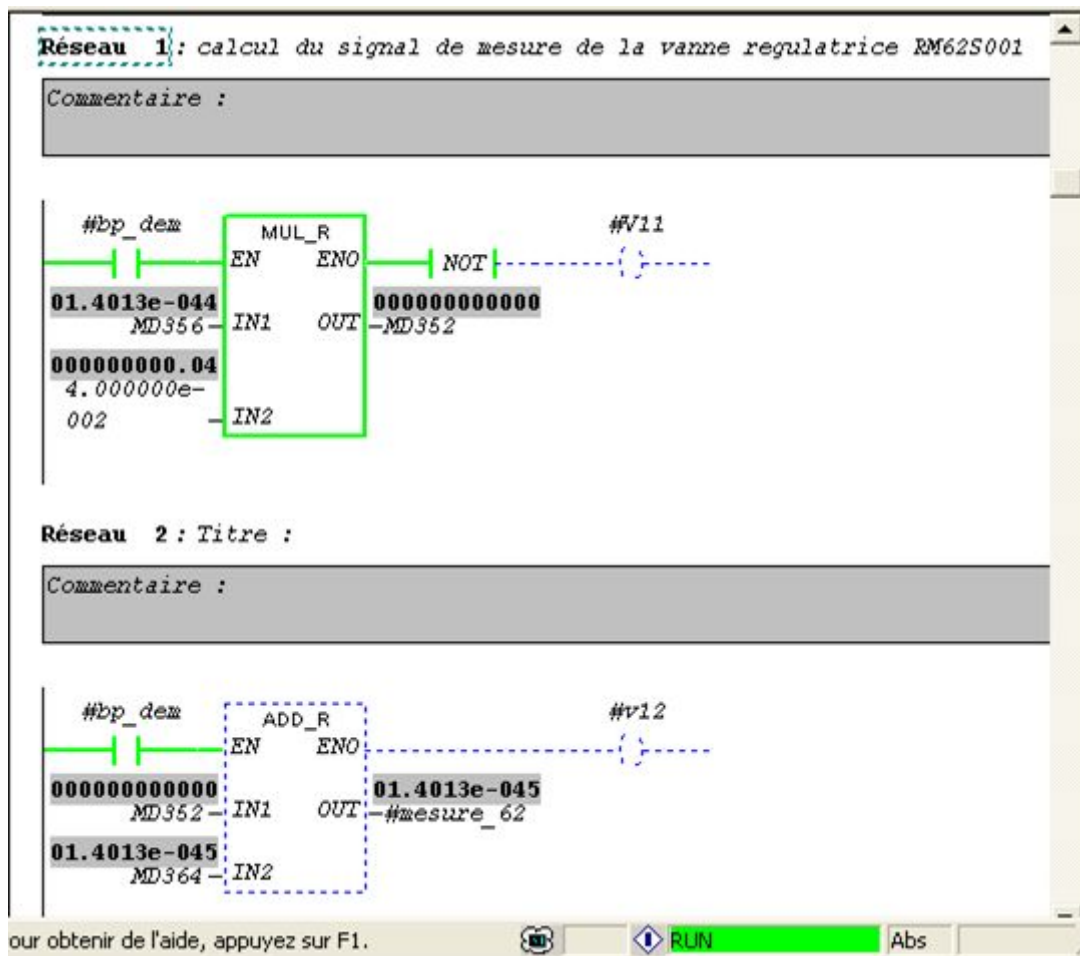 Réseau 1 : calcul du signal de mesure de la vanne regulatrice RM62S001
Commentaire :
#bp_dem
MUL_R
#V11
EN ENO
NOT
01.4013e-044
000000000000
MD356
IN1 OUT
MD352
000000000.04
4.000000e-
002
IN2
Réseau 2 : Titre :
Commentaire :
#bp_dem
ADD_R
#v12
EN ENO
000000000000
01.4013e-045
MD352
IN1 OUT
#mesure_62
01.4013e-045
MD364
IN2
our obtenir de l'aide, appuyez sur F1.
RUN
Abs